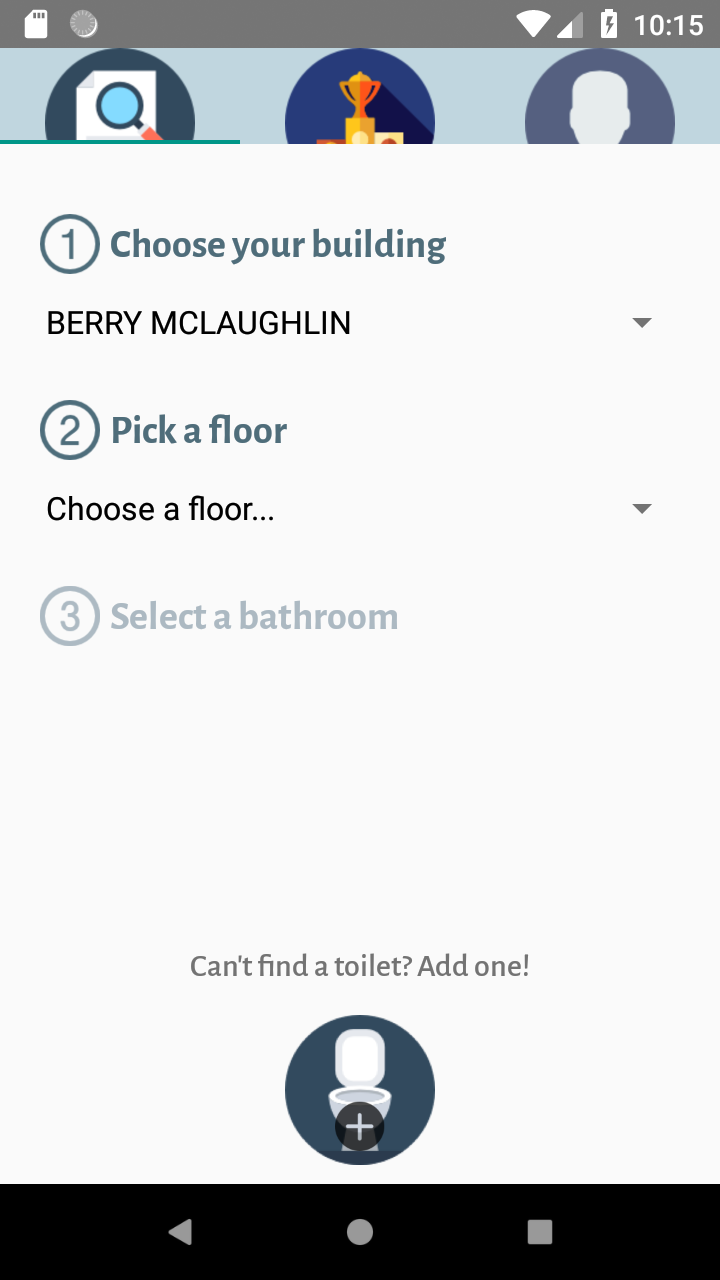 10:15
1 Choose your building
BERRY MCLAUGHLIN
2 Pick a floor
Choose a floor...
3 Select a bathroom
Can't find a toilet? Add one!